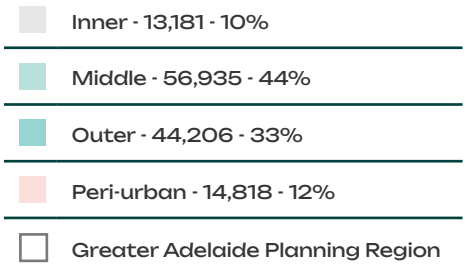 Inner - 13,181 - 10%
Middle - 56,935 - 44%
Outer - 44,206 - 33%
Peri-urban - 14,818 - 12%
Greater Adelaide Planning Region